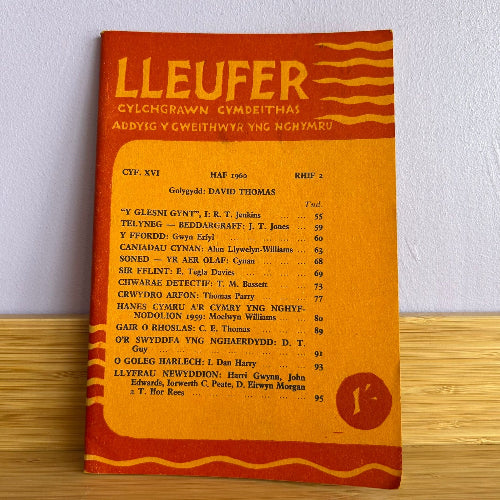 LLEUFER
CYLCHGRAWN CYMDEITHAS
ADDYSG Y GWEITHWYR YNG NGHYMRU
CYF. XVI HAF 1960 RHIF 2
Golygydd: DAVID THOMAS
Tud.
"Y GLESNI GYNT", I: R. T. Jenkins ... ... 55
TELYNEG — BEDDARGRAFF: J. T. Jones ... 59
Y FFORDD: Gwyn Erfyl ... ... ... 60
CANIADAU CYNAN: Alun Llywelyn-Williams ... 63
SONED — YR AER OLAF: Cynan ... ... 68
SIR FFLINT: E. Tegla Davies ... ... ... 69
CHWARAE DETECTIF: T. M. Bassett ... ... 73
CRWYDRO ARFON: Thomas Parry ... ... 77
HANES CYMRU A'R CYMRY YNG NGHYF-
NODOLION 1959: Moelwyn Williams ... ... 80
GAIR O RHOSLAS: C. E. Thomas ... ... 89
O'R SWYDDFA YNG NGHAERDYDD: D. T.
Guy ... ... ... ... ... 91
O GOLEG HARLECH: I. Dan Harry ... ... 93
LLYFRAU NEWYDDION: Harri Gwynn, John
Edwards, Iorwerth C. Peate, D. Eirwyn Morgan
a T. Ifor Rees ... ... ... ... 95
1/-